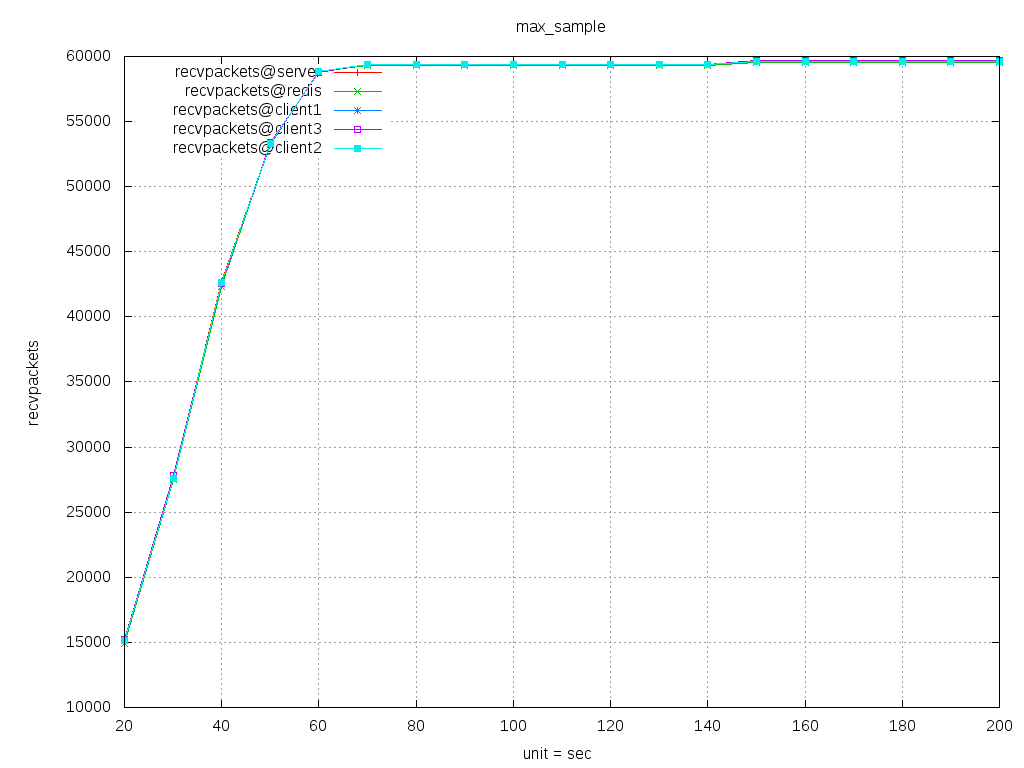 max_sample
60000
55000
50000
45000
40000
35000
30000
25000
20000
15000
10000
recvpackets
recvpackets@server
recvpackets@redis
recvpackets@client1
recvpackets@client3
recvpackets@client2
20 40 60 80 100 120 140 160 180 200
unit = sec